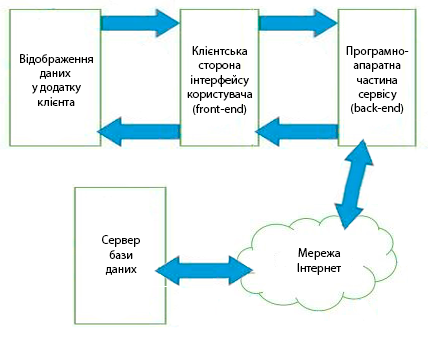 Відображення
даних
у додатку
клієнта
Клієнтська
сторона
інтерфейсу
користувача
(front-end)
Програмно-
апаратна
частина
сервісу
(back-end)
Сервер
бази
даних
Мережа
Інтернет